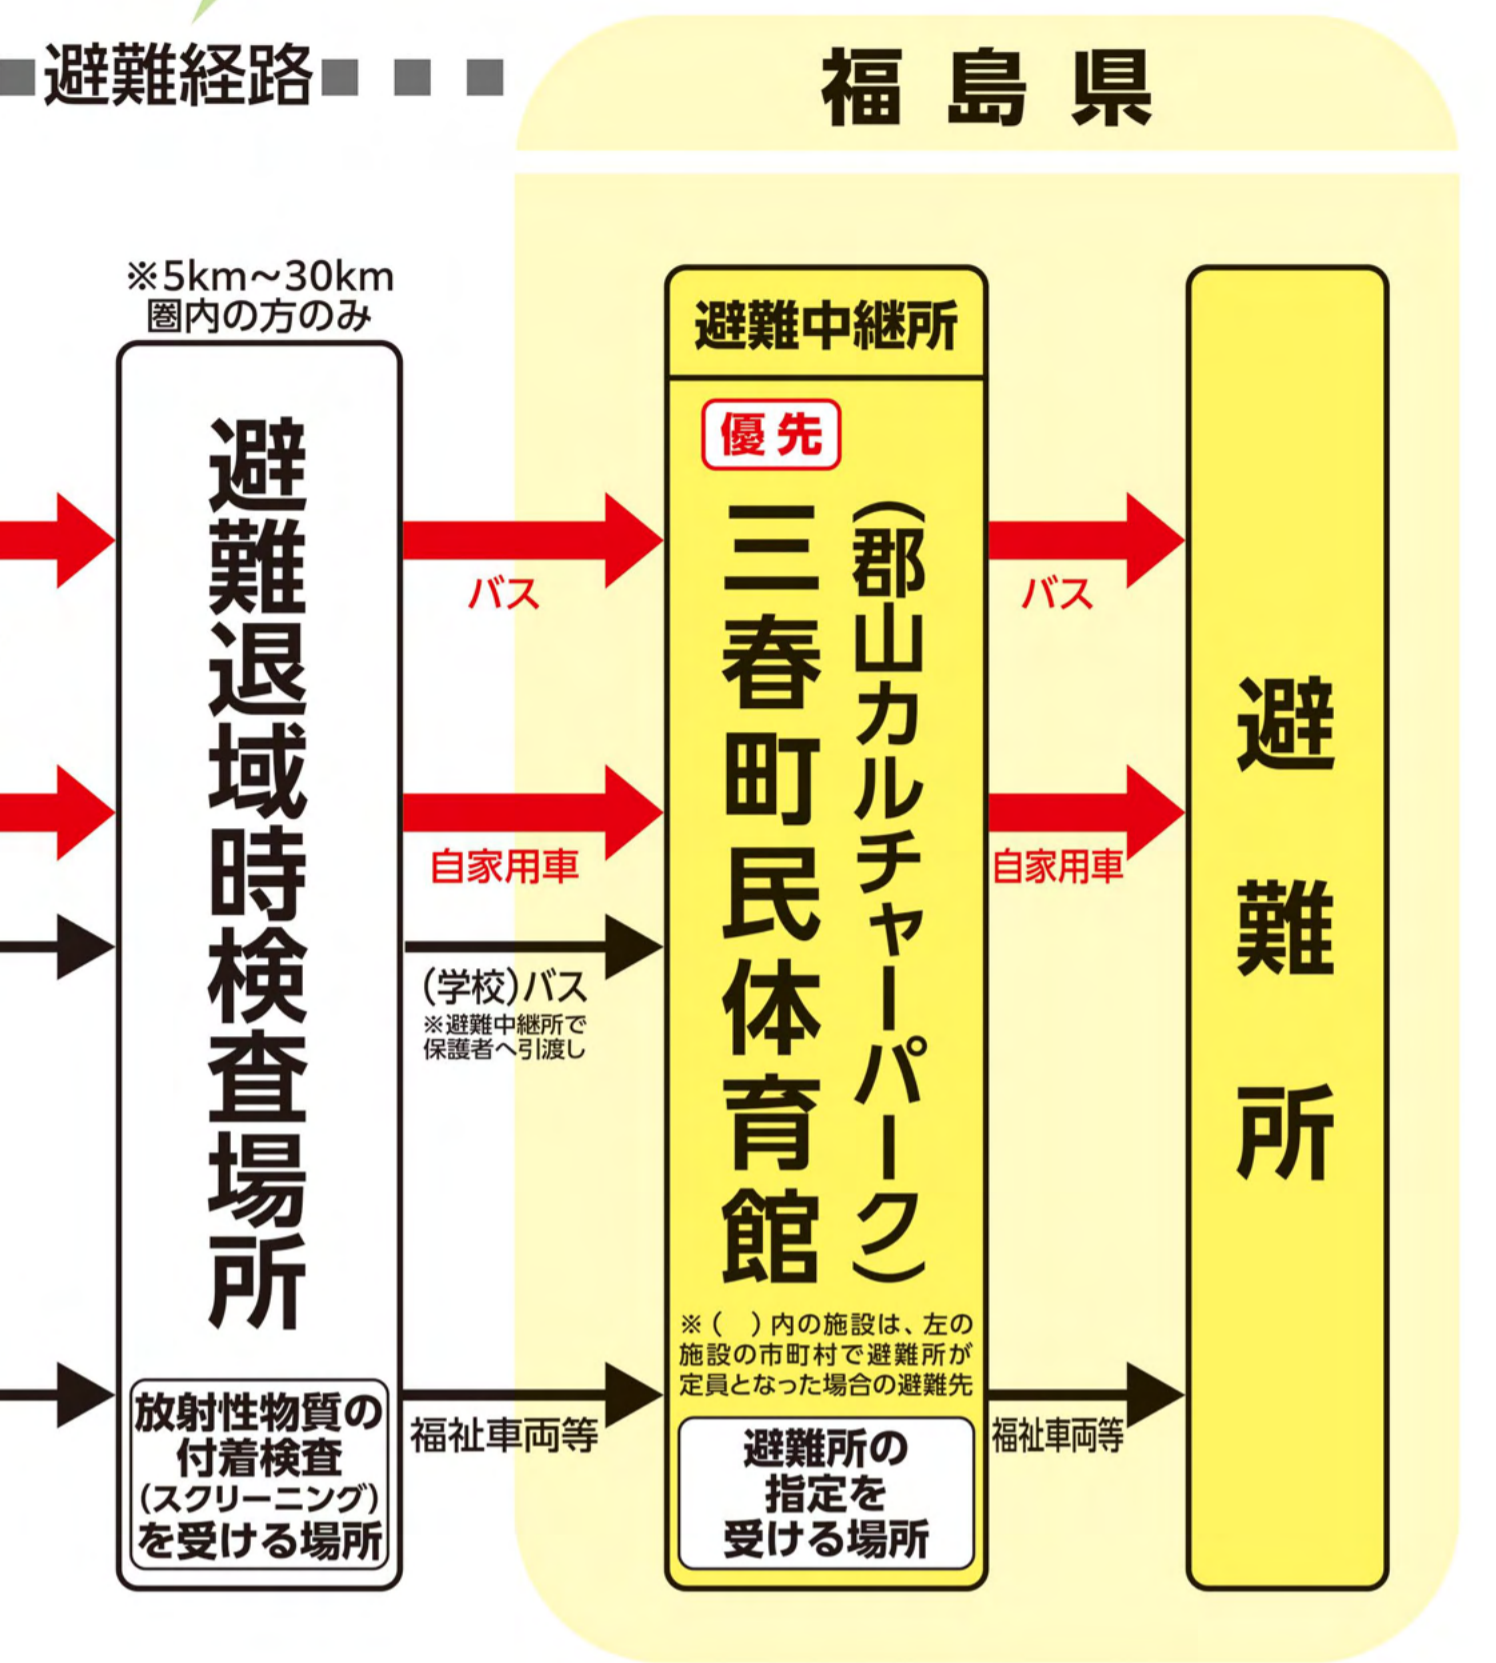 避難経路
福島県
※5km～30km
圏内の方のみ
避難退域時検査場所
放射性物質の
付着検査
(スクリーニング)
を受ける場所
バス
自家用車
(学校)バス
※避難中継所で
保護者へ引渡し
福祉車両等
避難中継所
優先
(郡山カルチャーパーク)
三春町民体育館
※(　)内の施設は、左の
施設の市町村で避難所が
定員となった場合の避難先
避難所の
指定を
受ける場所
バス
自家用車
福祉車両等
避難所